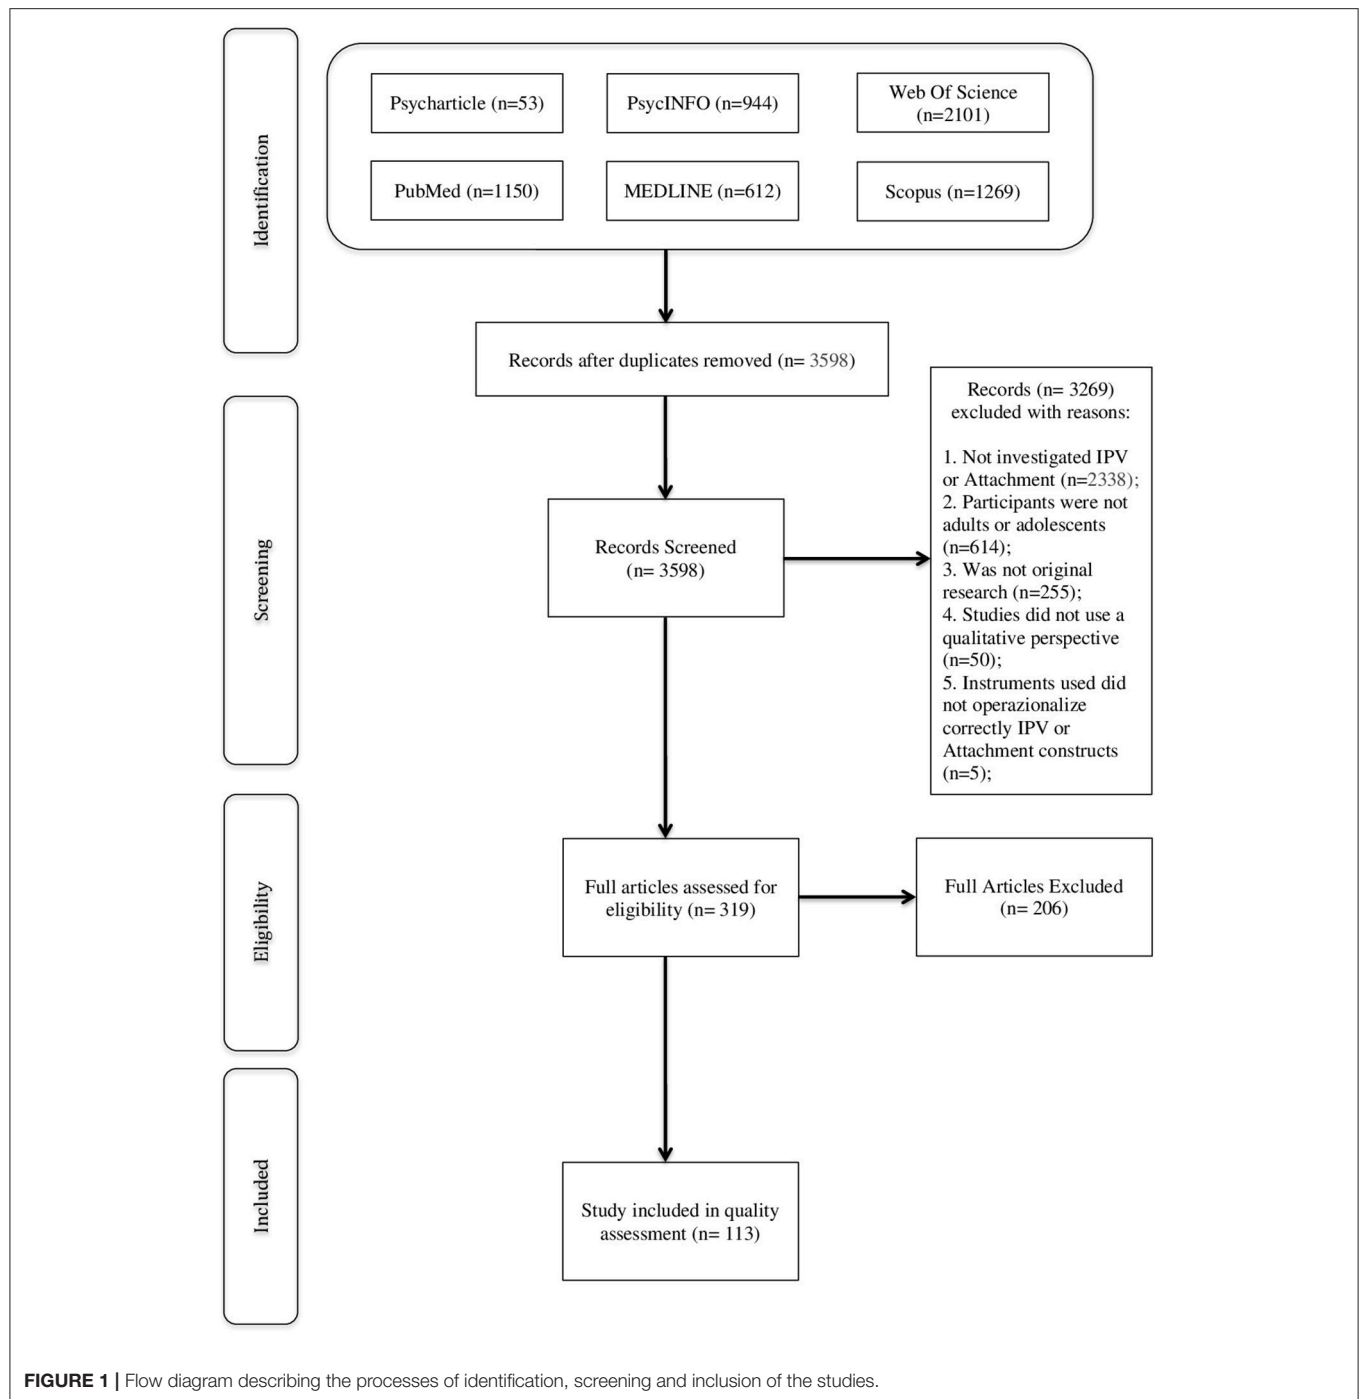 Identification
Psycharticle (n=53)
PsycINFO (n=944)
Web Of Science
(n=2101)
PubMed (n=1150)
MEDLINE (n=612)
Scopus (n=1269)
Records after duplicates removed (n= 3598)
Screening
Records Screened
(n= 3598)
Records (n= 3269)
excluded with reasons:
1. Not investigated IPV
or Attachment (n=2338);
2. Participants were not
adults or adolescents
(n=614);
3. Was not original
research (n=255);
4. Studies did not use a
qualitative perspective
(n=50);
5. Instruments used did
not operazionalize
correctly IPV or
Attachment constructs
(n=5);
Eligibility
Full articles assessed for
eligibility (n= 319)
Full Articles Excluded
(n= 206)
Included
Study included in quality
assessment (n= 113)
FIGURE 1 | Flow diagram describing the processes of identification, screening and inclusion of the studies.